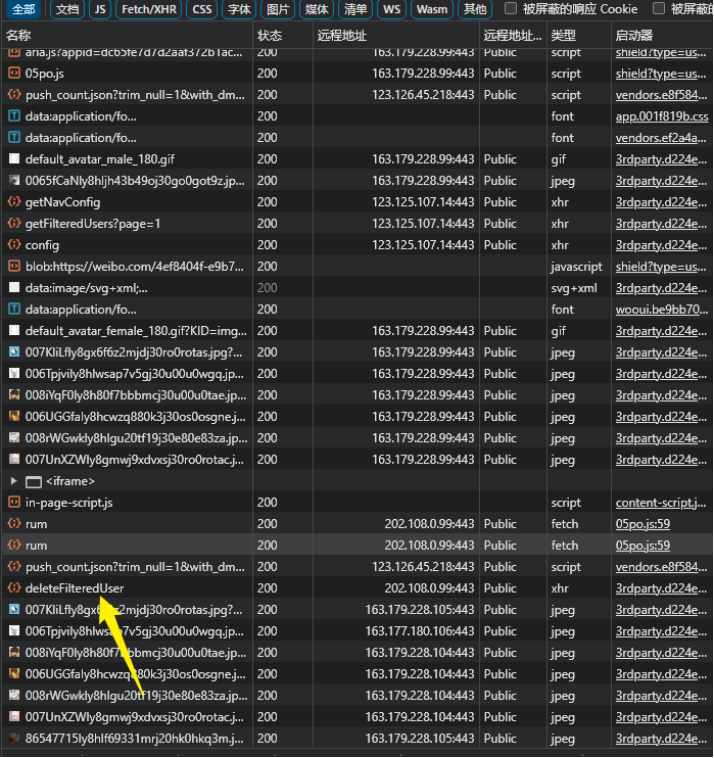 全部 文档 JS Fetch/XHR CSS 字体 图片 媒体 清单 WS Wasm 其他 被屏蔽的响应 Cookie 被屏蔽的
名称 状态 远程地址 远程地址... 类型 启动器
aria.js?appid=dc65fe7d7d2aaf372b1ac... 200 163.179.228.99:443 Public script shield?type=us...
05po.js 200 163.179.228.99:443 Public script shield?type=us...
push_count.json?trim_null=1&with_dm... 200 123.126.45.218:443 Public script vendors.e8f584...
data:application/fo... 200 font app.001f819b.css
data:application/fo... 200 font vendors.ef2a4a...
default_avatar_male_180.gif 200 163.179.228.99:443 Public gif 3rdparty.d224e...
0065fCaNly8hljh43b49oj30go0got9z.jp... 200 163.179.228.99:443 Public jpeg 3rdparty.d224e...
getNavConfig 200 123.125.107.14:443 Public xhr 3rdparty.d224e...
getFilteredUsers?page=1 200 123.125.107.14:443 Public xhr 3rdparty.d224e...
config 200 123.125.107.14:443 Public xhr 3rdparty.d224e...
blob:https://weibo.com/4ef8404f-e9b7... 200 javascript shield?type=us...
data:image/svg+xml;... 200 svg+xml 3rdparty.d224e...
data:application/fo... 200 font wooui.be9bb70...
default_avatar_female_180.gif?KID=img... 200 163.179.228.99:443 Public gif 3rdparty.d224e...
007KliLfly8gx6f6z2mjdj30ro0rotas.jpg?... 200 163.179.228.99:443 Public jpeg 3rdparty.d224e...
006Tpjvily8hlwsap7v5gj30u00u0wgq.jp... 200 163.179.228.99:443 Public jpeg 3rdparty.d224e...
008iYqF0ly8h80f7bbbmcj30u00u0tae.jp... 200 163.179.228.99:443 Public jpeg 3rdparty.d224e...
006UGGfaly8hcwzq880k3j30os0osgne.j... 200 163.179.228.99:443 Public jpeg 3rdparty.d224e...
008rWGwkly8hlgu20tf19j30e80e83za.jp... 200 163.179.228.99:443 Public jpeg 3rdparty.d224e...
007UnXZWly8gmwj9xdvxsj30ro0rotac.j... 200 163.179.228.99:443 Public jpeg 3rdparty.d224e...
<iframe> 200
in-page-script.js 200 script content-script.j...
rum 200 202.108.0.99:443 Public fetch 05po.js:59
rum 200 202.108.0.99:443 Public fetch 05po.js:59
push_count.json?trim_null=1&with_dm... 200 123.126.45.218:443 Public script vendors.e8f584...
deleteFilteredUser 200 202.108.0.99:443 Public xhr 3rdparty.d224e...
007KliLfly8gx6f6z2mjdj30ro0rotas.jpg?... 200 163.179.228.105:443 Public jpeg 3rdparty.d224e...
006Tpjvily8hlwsap7v5gj30u00u0wgq.jp... 200 163.177.180.106:443 Public jpeg 3rdparty.d224e...
008iYqF0ly8h80f7bbbmcj30u00u0tae.jp... 200 163.179.228.104:443 Public jpeg 3rdparty.d224e...
006UGGfaly8hcwzq880k3j30os0osgne.j... 200 163.179.228.104:443 Public jpeg 3rdparty.d224e...
008rWGwkly8hlgu20tf19j30e80e83za.jp... 200 163.179.228.104:443 Public jpeg 3rdparty.d224e...
007UnXZWly8gmwj9xdvxsj30ro0rotac.j... 200 163.179.228.104:443 Public jpeg 3rdparty.d224e...
86547715ly8hlf69331mrj20hk0hkq3m.j... 200 163.179.228.105:443 Public jpeg 3rdparty.d224e...